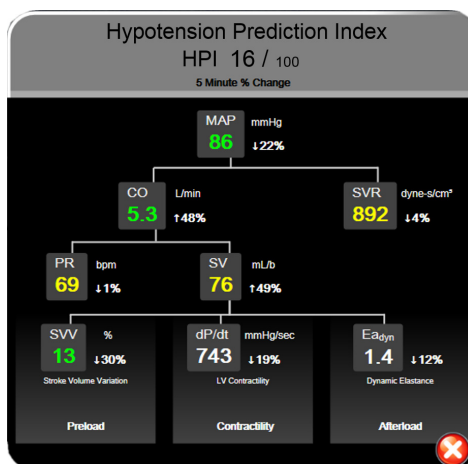 Hypotension Prediction Index
HPI 16 / 100
5 Minute % Change
MAP mmHg
86 ↓22%
CO L/min
5.3 ↑48%
SVR dyne-s/cm⁵
892 ↓4%
PR bpm
69 ↓1%
SV mL/b
76 ↑49%
SVV %
13 ↓30%
Stroke Volume Variation
Preload
dP/dt mmHg/sec
743 ↓19%
LV Contractility
Contractility
Eadyn
1.4 ↓12%
Dynamic Elastance
Afterload